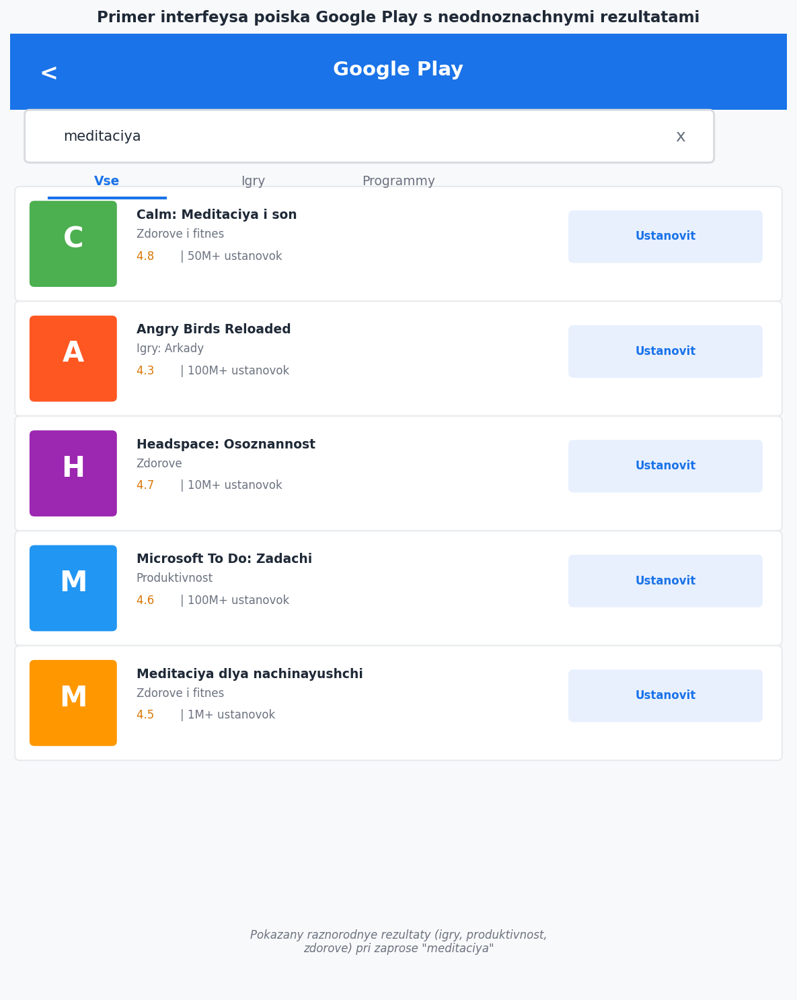 Primer interfeysa poiska Google Play s neodnoznachnymi rezultatami
< Google Play
meditaciya x
Vse Igry Programmy
C
Calm: Meditaciya i son
Zdorove i fitnes
4.8 | 50M+ ustanovok
Ustanovit
A
Angry Birds Reloaded
Igry: Arkady
4.3 | 100M+ ustanovok
Ustanovit
H
Headspace: Osoznannost
Zdorove
4.7 | 10M+ ustanovok
Ustanovit
M
Microsoft To Do: Zadachi
Produktivnost
4.6 | 100M+ ustanovok
Ustanovit
M
Meditaciya dlya nachinayushchi
Zdorove i fitnes
4.5 | 1M+ ustanovok
Ustanovit
Pokazany raznorodnye rezultaty (igry, produktivnost,
zdorove) pri zaprose "meditaciya"